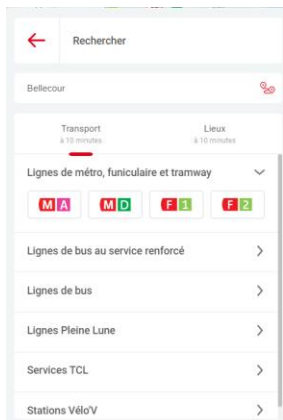 Rechercher
Bellecour
Transport Lieux
à 10 minutes à 10 minutes
Lignes de métro, funiculaire et tramway
M A M D F 1 F 2
Lignes de bus au service renforcé
Lignes de bus
Lignes Pleine Lune
Services TCL
Stations Vélo'V